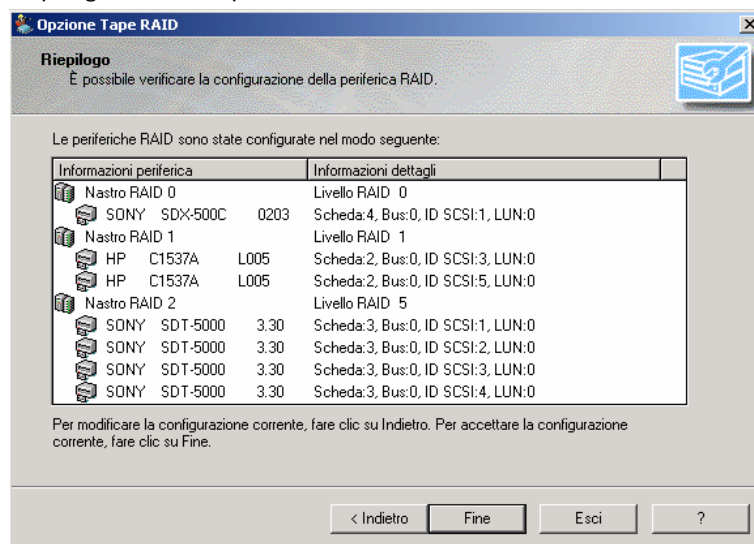 Opzione Tape RAID
Riepilogo
È possibile verificare la configurazione della periferica RAID.
Le periferiche RAID sono state configurate nel modo seguente:
Informazioni periferica Informazioni dettagli
Nastro RAID 0 Livello RAID 0
SONY SDX-500C 0203 Scheda:4, Bus:0, ID SCSI:1, LUN:0
Nastro RAID 1 Livello RAID 1
HP C1537A L005 Scheda:2, Bus:0, ID SCSI:3, LUN:0
HP C1537A L005 Scheda:2, Bus:0, ID SCSI:5, LUN:0
Nastro RAID 2 Livello RAID 5
SONY SDT-5000 3.30 Scheda:3, Bus:0, ID SCSI:1, LUN:0
SONY SDT-5000 3.30 Scheda:3, Bus:0, ID SCSI:2, LUN:0
SONY SDT-5000 3.30 Scheda:3, Bus:0, ID SCSI:3, LUN:0
SONY SDT-5000 3.30 Scheda:3, Bus:0, ID SCSI:4, LUN:0
Per modificare la configurazione corrente, fare clic su Indietro. Per accettare la configurazione
corrente, fare clic su Fine.
< Indietro Fine Esci ?